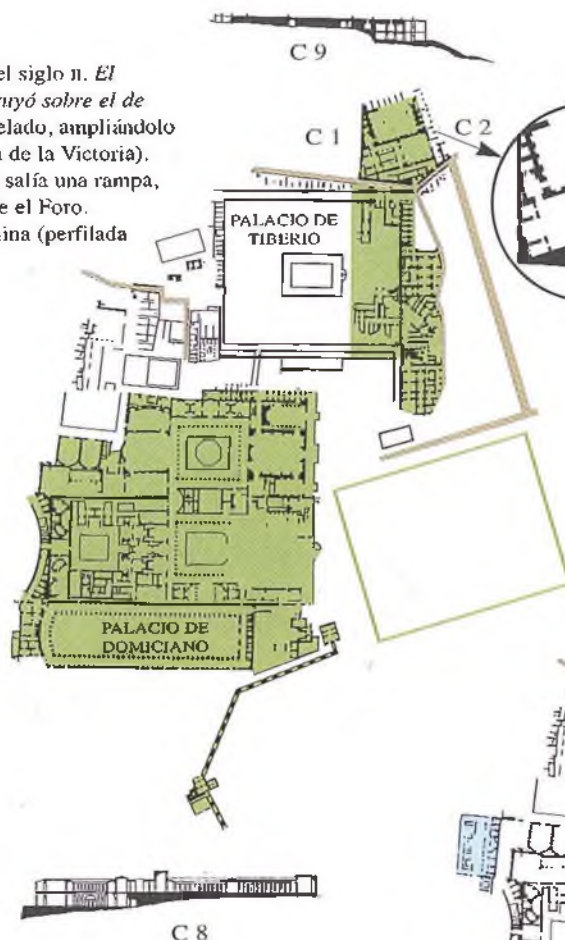 el siglo II. El
ruyó sobre el de
elado, ampliándolo
a de la Victoria).
salía una rampa,
e el Foro.
ina (perfilada
C 9
C 1
C 2
PALACIO DE
TIBERIO
PALACIO DE
DOMICIANO
C 8